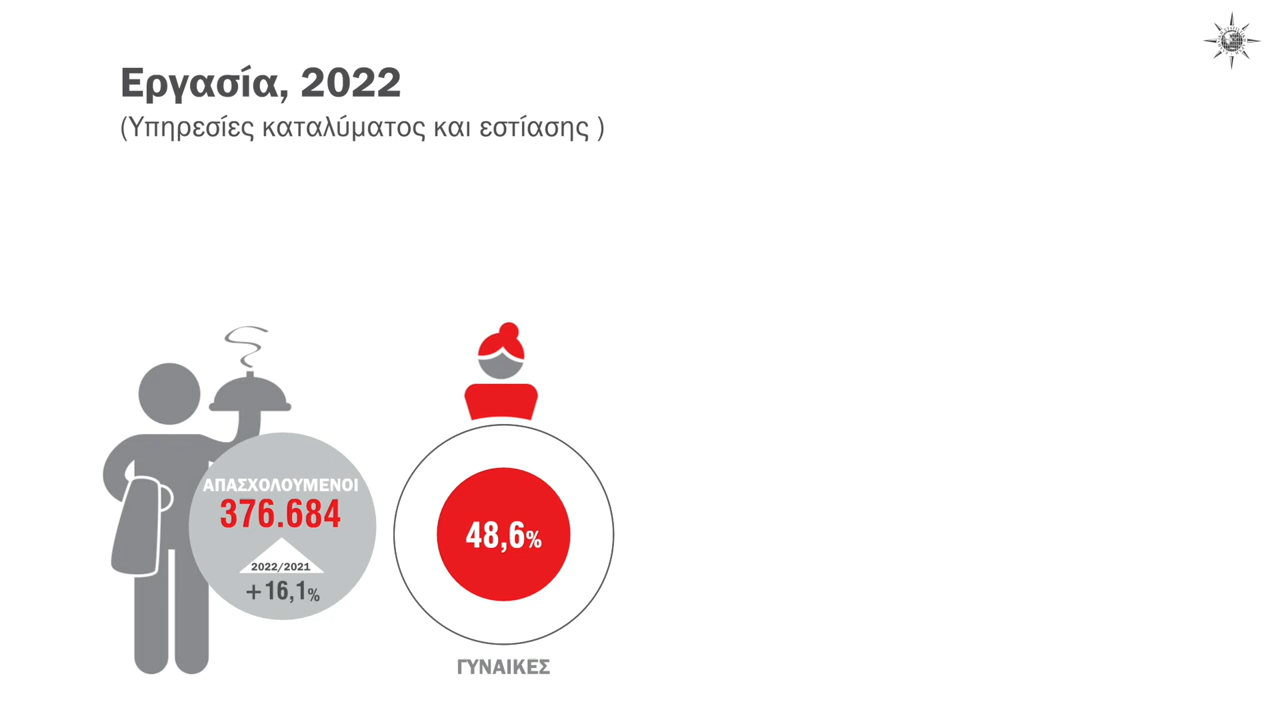 Εργασία, 2022
(Υπηρεσίες καταλύματος και εστίασης )
ΑΠΑΣΧΟΛΟΥΜΕΝΟΙ
376.684
2022/2021
+16,1%
48,6%
ΓΥΝΑΙΚΕΣ